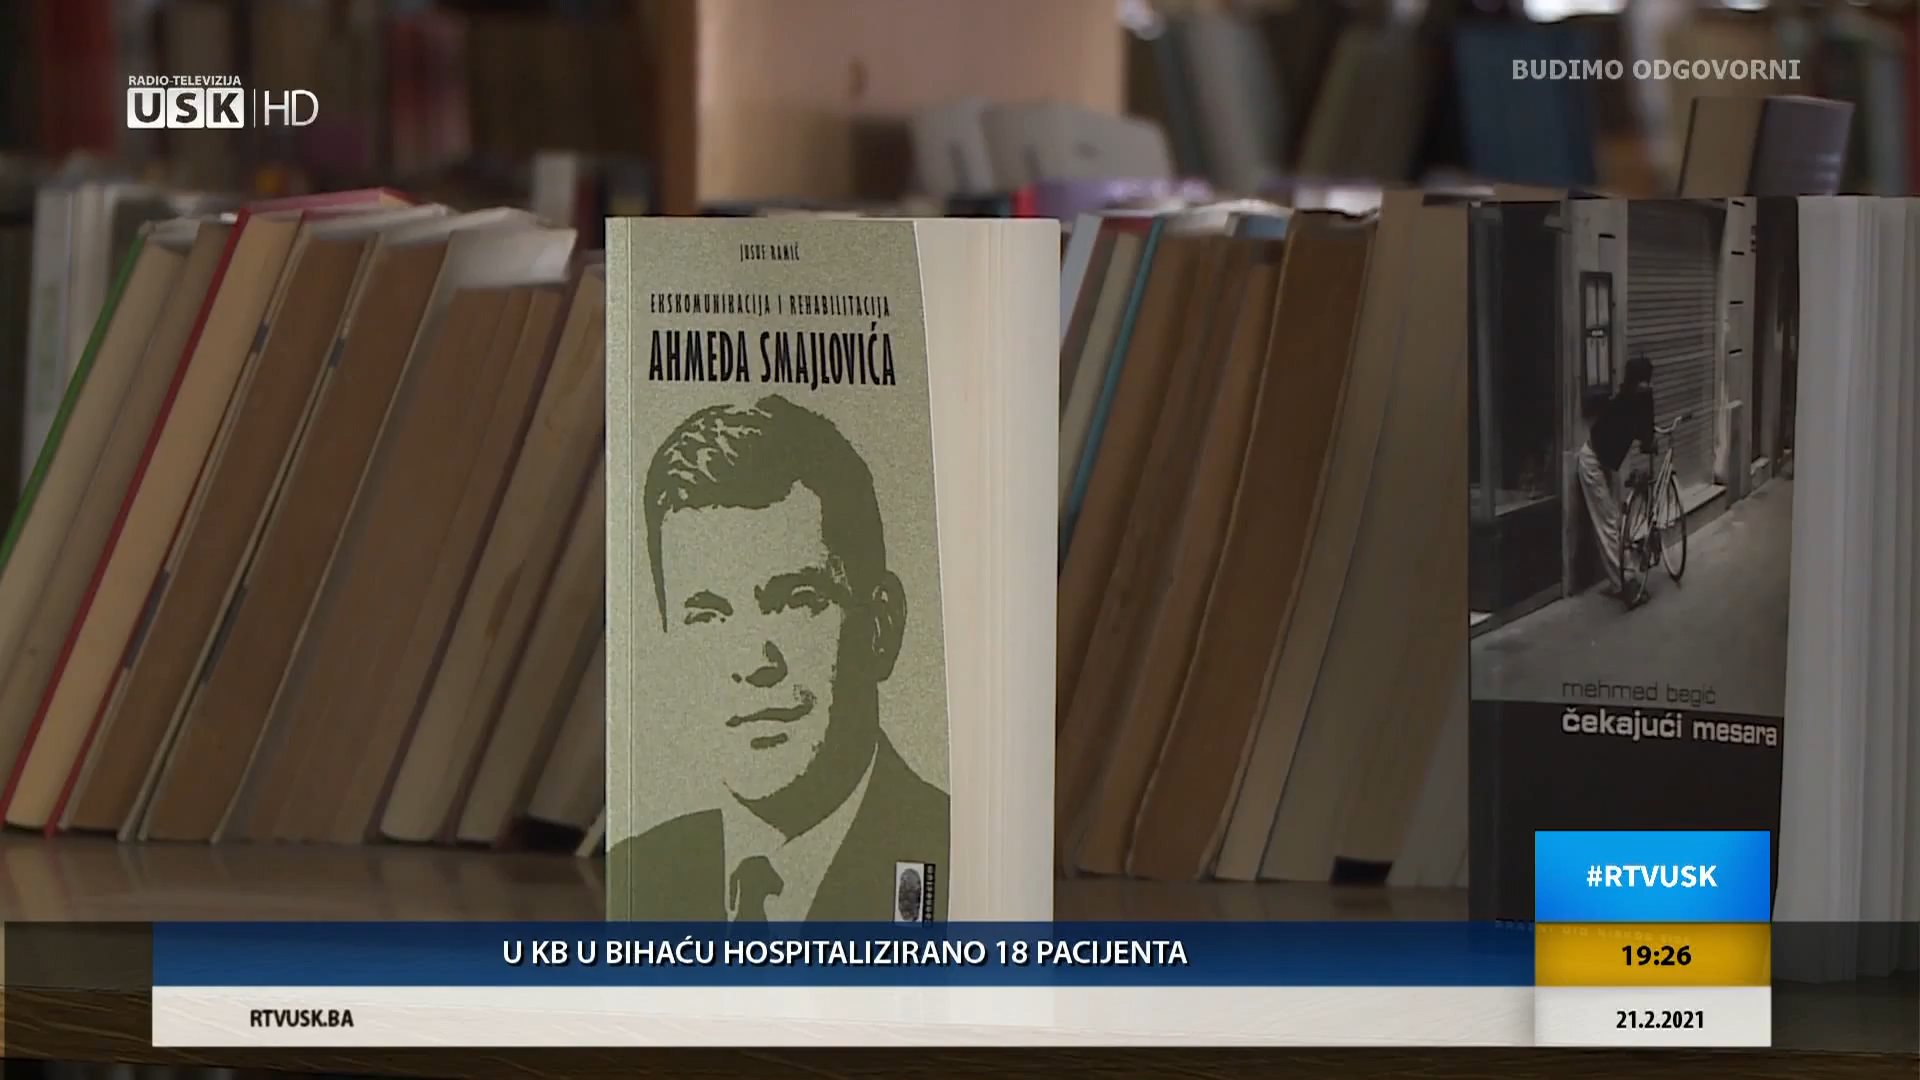 RADIO-TELEVIZIJA
USK HD
BUDIMO ODGOVORNI
JUSUF RAMIĆ
EKSKOMUNIKACIJA I REHABILITACIJA
AHMEDA SMAJLOVIĆA
connectum
mehmed begić
čekajući mesara
#RTVUSK
U KB U BIHAĆU HOSPITALIZIRANO 18 PACIJENTA
19:26
RTVUSK.BA
21.2.2021